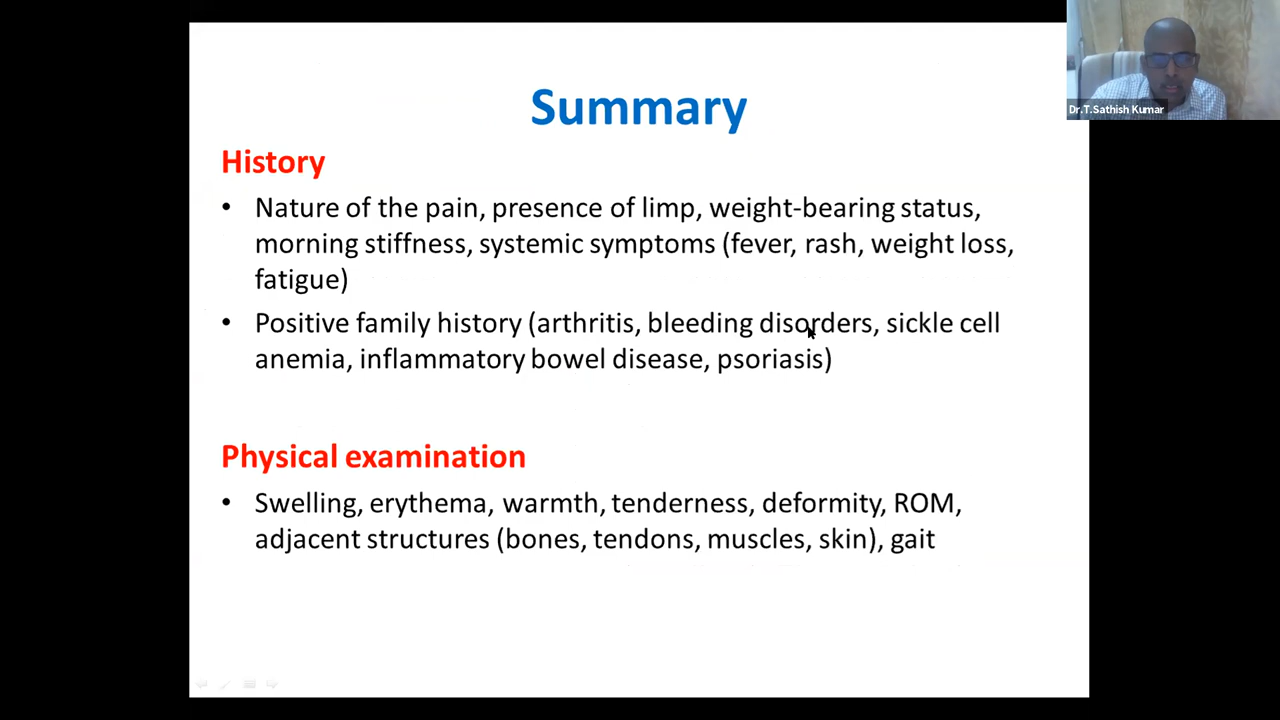 Summary
Dr.T.Sathish Kumar
History
• Nature of the pain, presence of limp, weight-bearing status,
morning stiffness, systemic symptoms (fever, rash, weight loss,
fatigue)
• Positive family history (arthritis, bleeding disorders, sickle cell
anemia, inflammatory bowel disease, psoriasis)
Physical examination
• Swelling, erythema, warmth, tenderness, deformity, ROM,
adjacent structures (bones, tendons, muscles, skin), gait